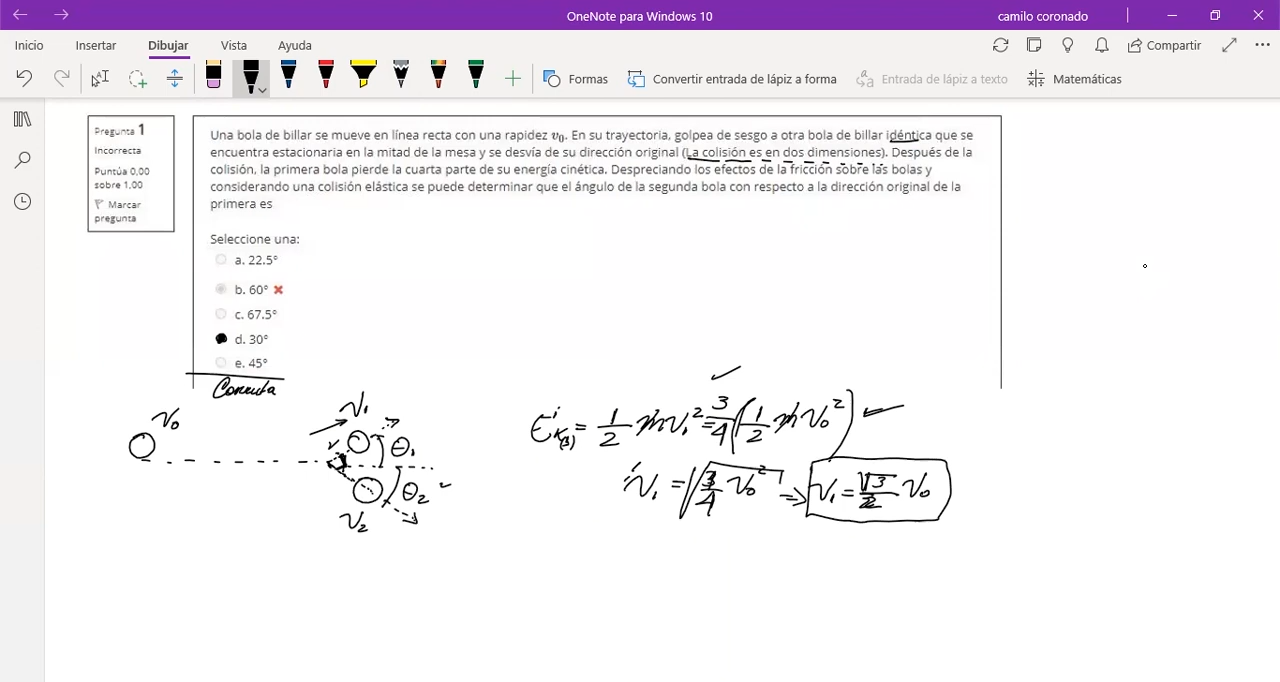 OneNote para Windows 10
camilo coronado
Inicio
Insertar
Dibujar
Vista
Ayuda
Compartir
Formas
Convertir entrada de lápiz a forma
Entrada de lápiz a texto
Matemáticas
Pregunta 1
Incorrecta
Puntúa 0,00
sobre 1,00
Marcar
pregunta
Una bola de billar se mueve en línea recta con una rapidez v₀. En su trayectoria, golpea de sesgo a otra bola de billar idéntica que se
encuentra estacionaria en la mitad de la mesa y se desvía de su dirección original (La colisión es en dos dimensiones). Después de la
colisión, la primera bola pierde la cuarta parte de su energía cinética. Despreciando los efectos de la fricción sobre las bolas y
considerando una colisión elástica se puede determinar que el ángulo de la segunda bola con respecto a la dirección original de la
primera es
Seleccione una:
a. 22.5°
b. 60°
c. 67.5°
d. 30°
e. 45°
v₀
v₁
θ₁
θ₂
v₂
= 1/2 m v₁² = 3/4 (1/2 m v₀²)
v₁ = √(3/4 v₀²) ⇒ v₁ = √3/2 v₀